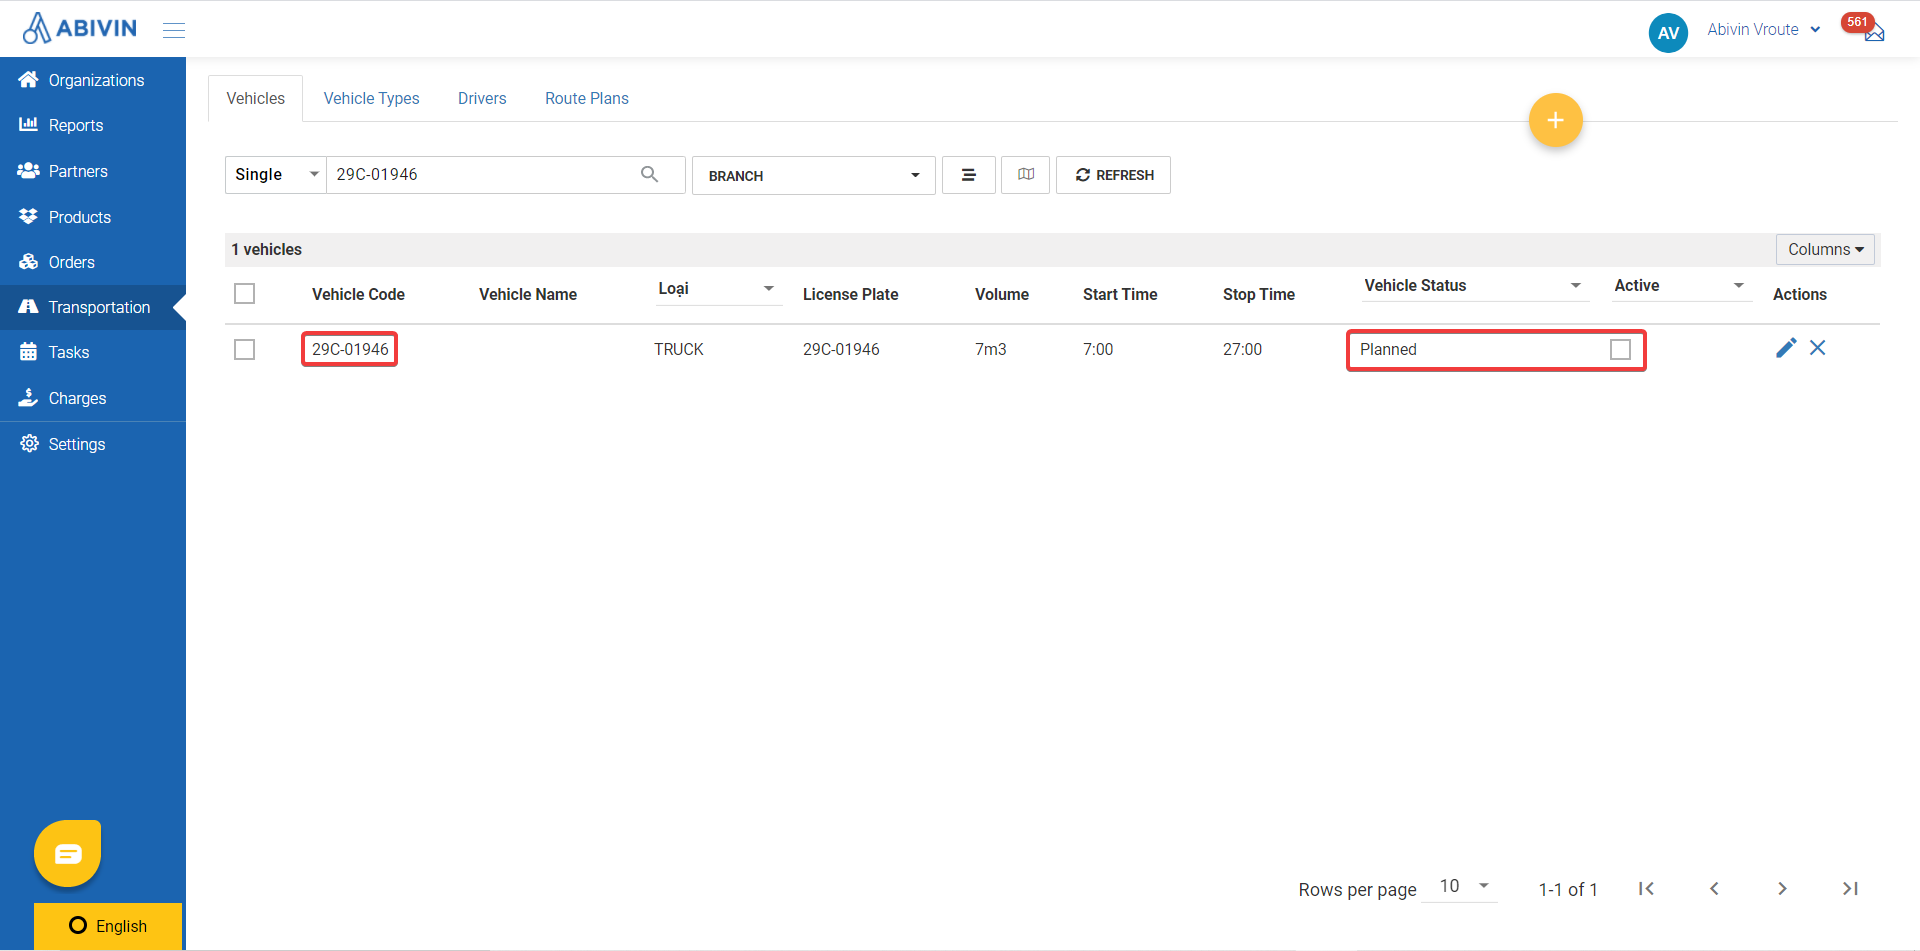 ABIVIN
AV
Abivin Vroute
561
Organizations
Reports
Partners
Products
Orders
Transportation
Tasks
Charges
Settings
Vehicles
Vehicle Types
Drivers
Route Plans
+
Single
29C-01946
BRANCH
REFRESH
1 vehicles
Columns
Vehicle Code
Vehicle Name
Loại
License Plate
Volume
Start Time
Stop Time
Vehicle Status
Active
Actions
29C-01946
TRUCK
29C-01946
7m3
7:00
27:00
Planned
Rows per page
10
1-1 of 1
English